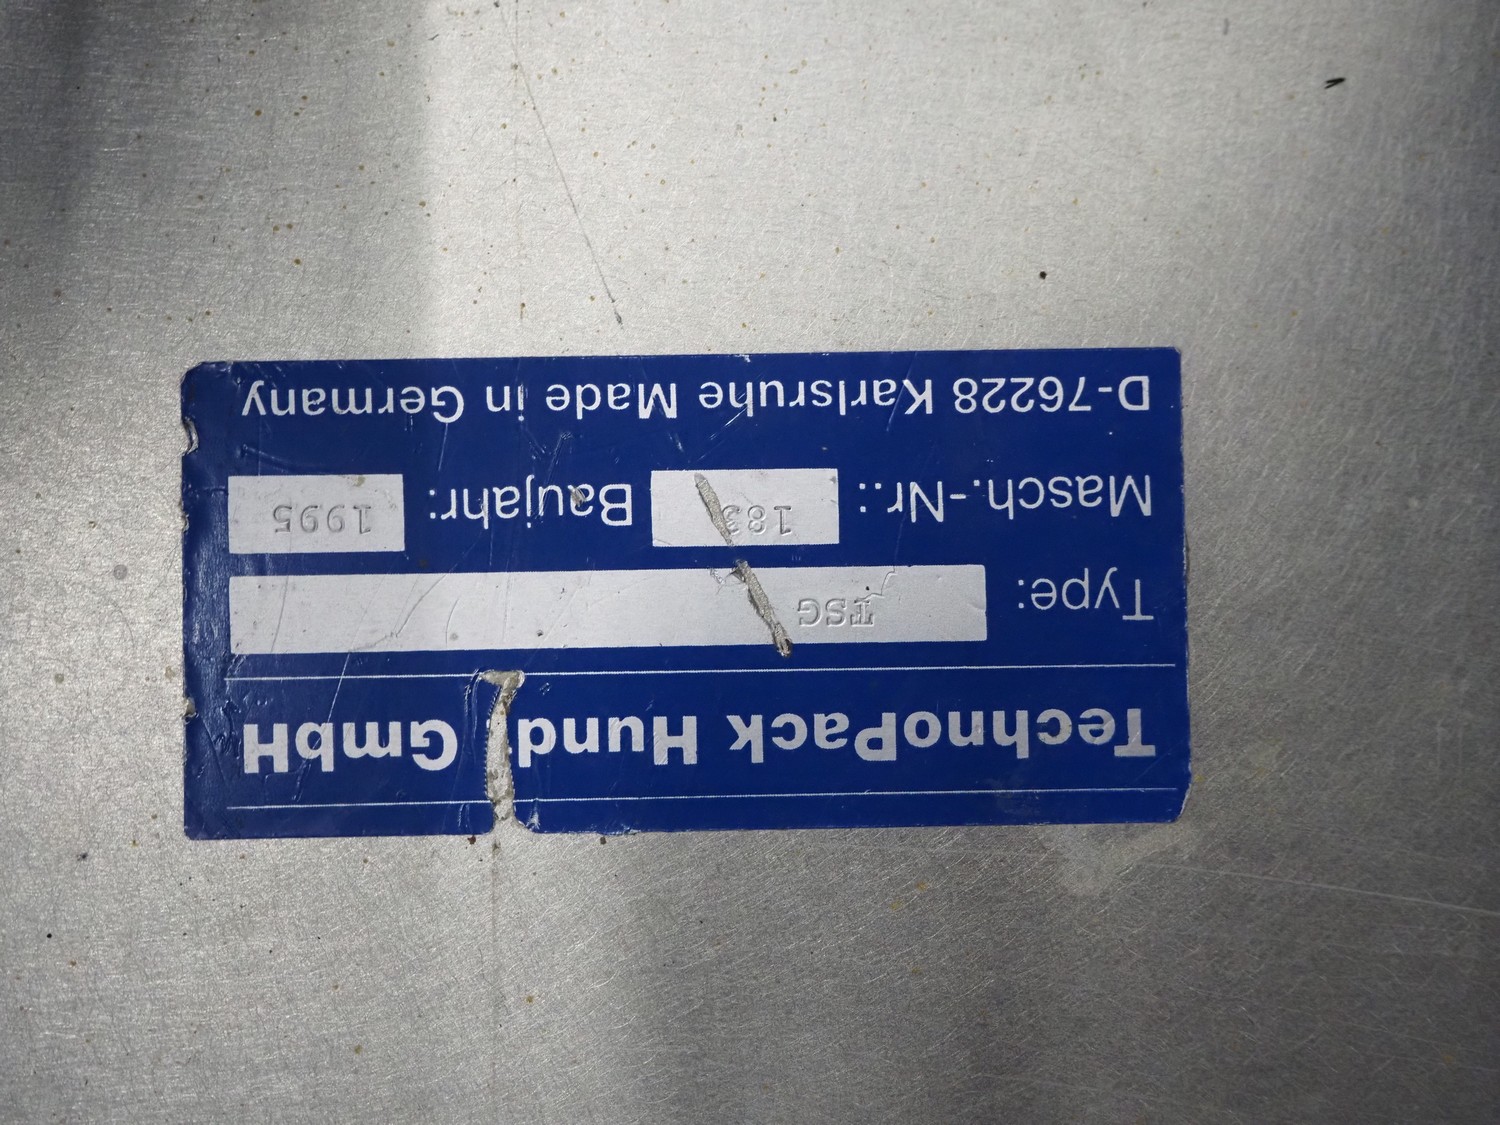 TechnoPack Hund GmbH
Type: TSG
Masch.-Nr.: 183 Baujahr: 1995
D-76228 Karlsruhe Made in Germany